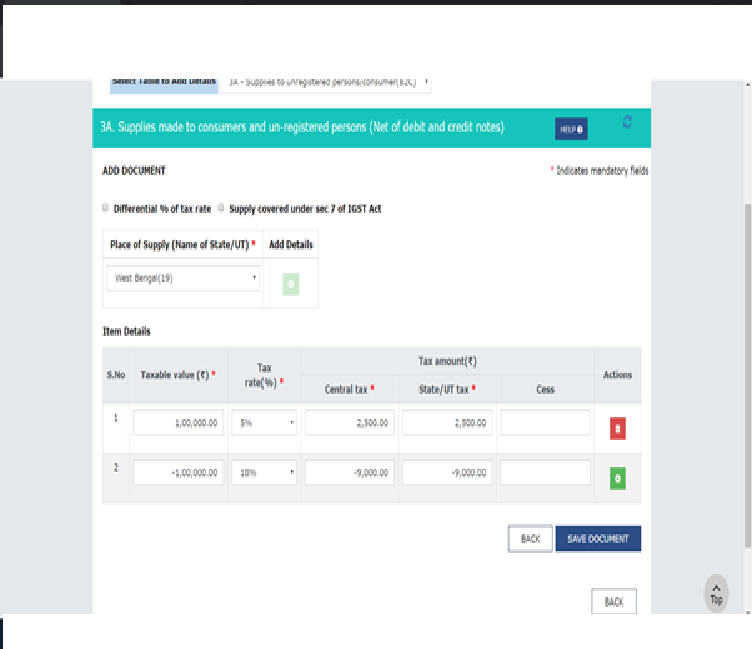 Select Table to Add Details 3A - Supplies to unregistered persons/consumer(B2C)
3A. Supplies made to consumers and un-registered persons (Net of debit and credit notes) HELP
ADD DOCUMENT * Indicates mandatory fields
Differential % of tax rate Supply covered under sec 7 of IGST Act
Place of Supply (Name of State/UT) * Add Details
West Bengal(19)
Item Details
S.No Taxable value (₹) * Tax rate(%) * Tax amount(₹) Actions
Central tax * State/UT tax * Cess
1 1,00,000.00 5% 2,500.00 2,500.00
2 -1,00,000.00 18% -9,000.00 -9,000.00
BACK SAVE DOCUMENT
BACK
Top